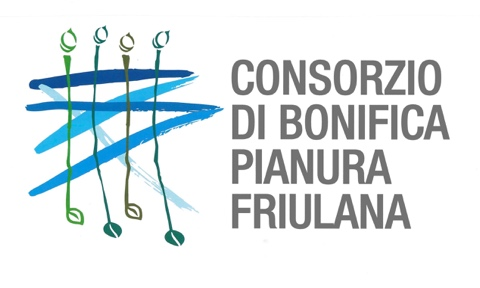 CONSORZIO
DI BONIFICA
PIANURA
FRIULANA